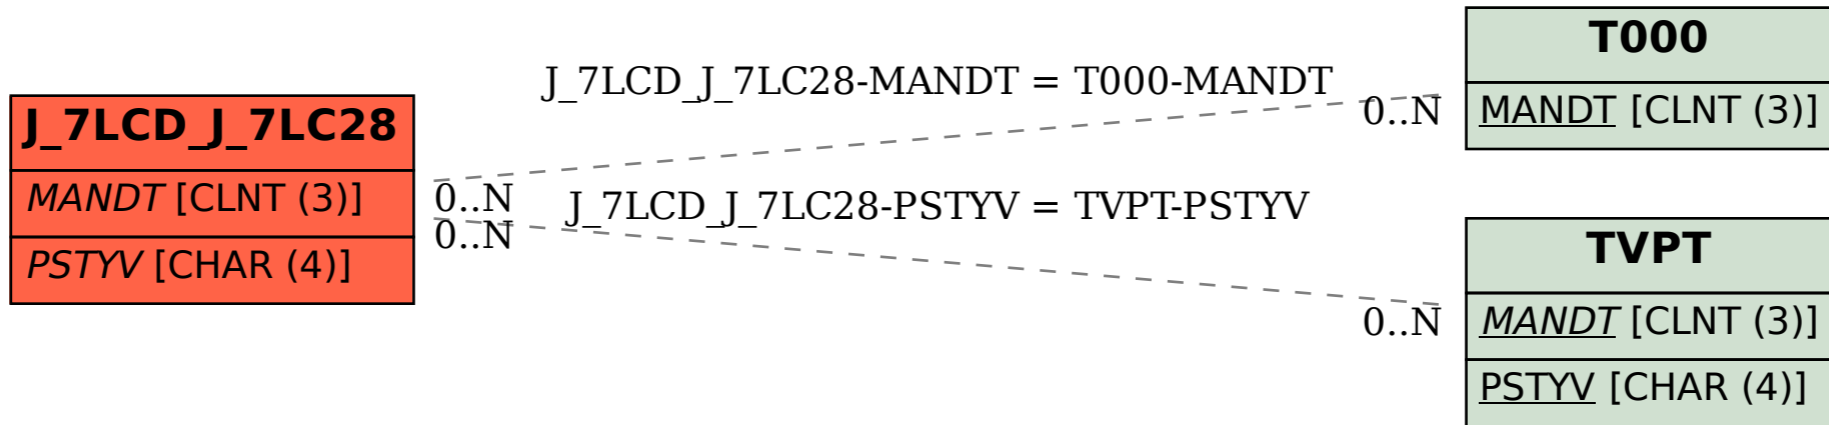 J_7LCD_J_7LC28
MANDT [CLNT (3)]
PSTYV [CHAR (4)]
J_7LCD_J_7LC28-MANDT = T000-MANDT
0..N
0..N
J_7LCD_J_7LC28-PSTYV = TVPT-PSTYV
0..N
0..N
T000
MANDT [CLNT (3)]
TVPT
MANDT [CLNT (3)]
PSTYV [CHAR (4)]